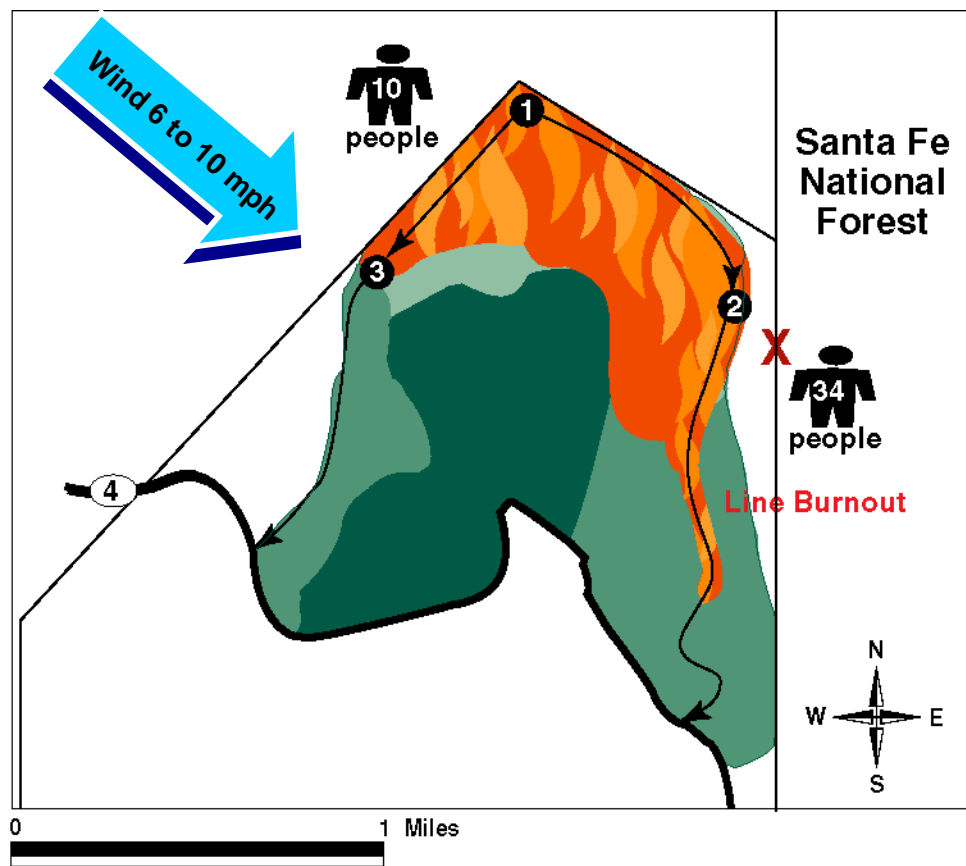 Wind 6 to 10 mph
10
people
1
Santa Fe
National
Forest
3
2
X
34
people
4
Line Burnout
N
W
E
S
0
1 Miles